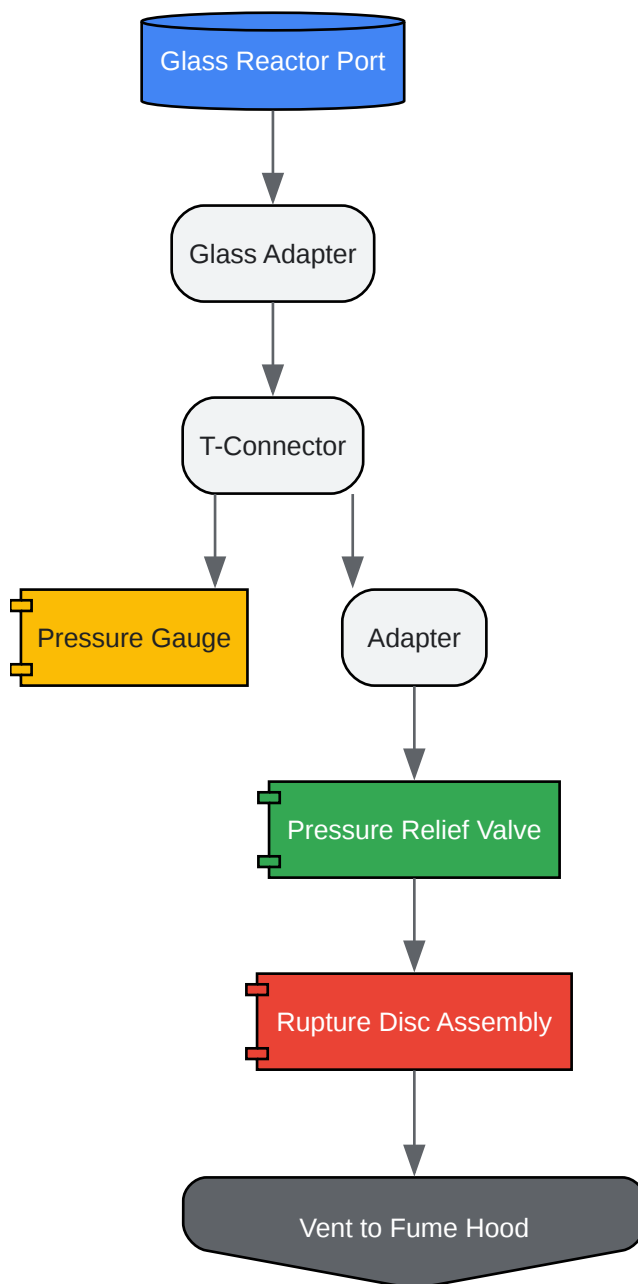 Glass Reactor Port
Glass Adapter
T-Connector
Pressure Gauge
Adapter
Pressure Relief Valve
Rupture Disc Assembly
Vent to Fume Hood